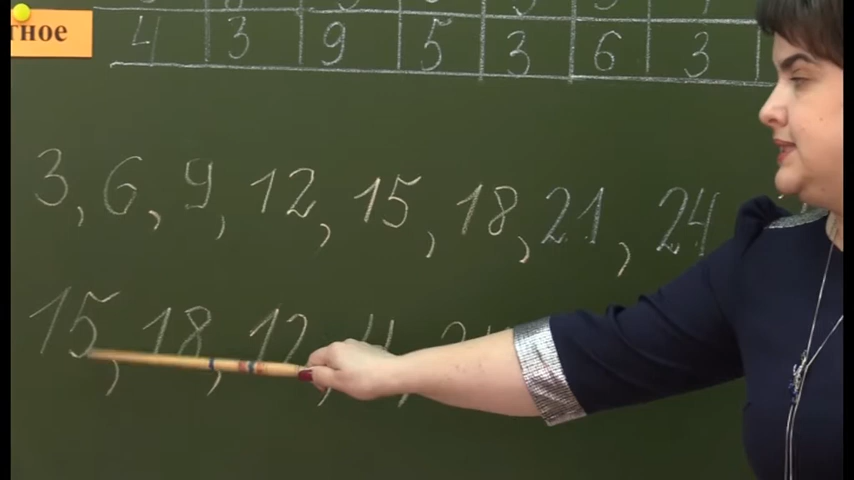 тное
4 3 9 5 3 6 3
3, 6, 9, 12, 15, 18, 21, 24
15, 18, 12,